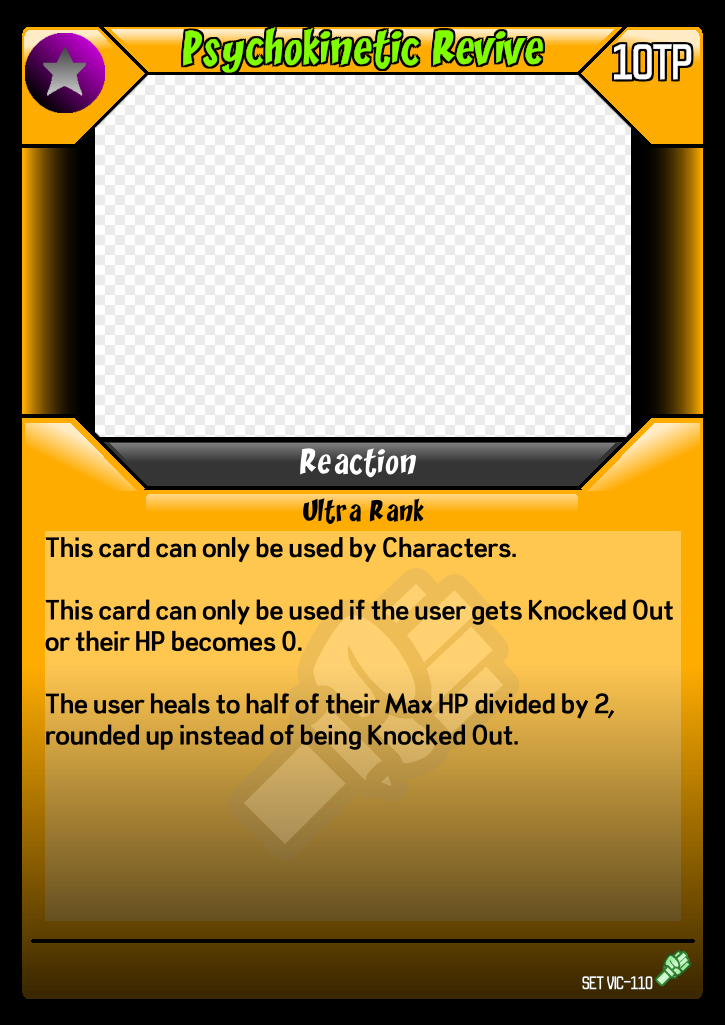 Psychokinetic Revive
10TP
Reaction
Ultra Rank
This card can only be used by Characters.
This card can only be used if the user gets Knocked Out
or their HP becomes 0.
The user heals to half of their Max HP divided by 2,
rounded up instead of being Knocked Out.
SET VIC-110